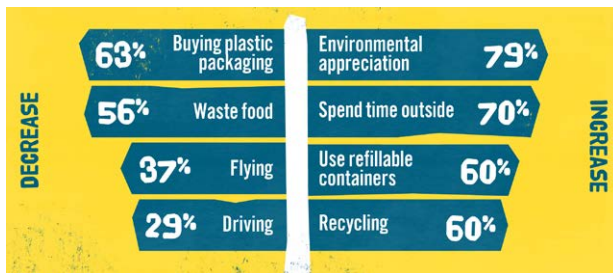 DECREASE
63% Buying plastic
packaging
56% Waste food
37% Flying
29% Driving
Environmental
appreciation 79%
Spend time outside 70%
Use refillable
containers 60%
Recycling 60%
INCREASE